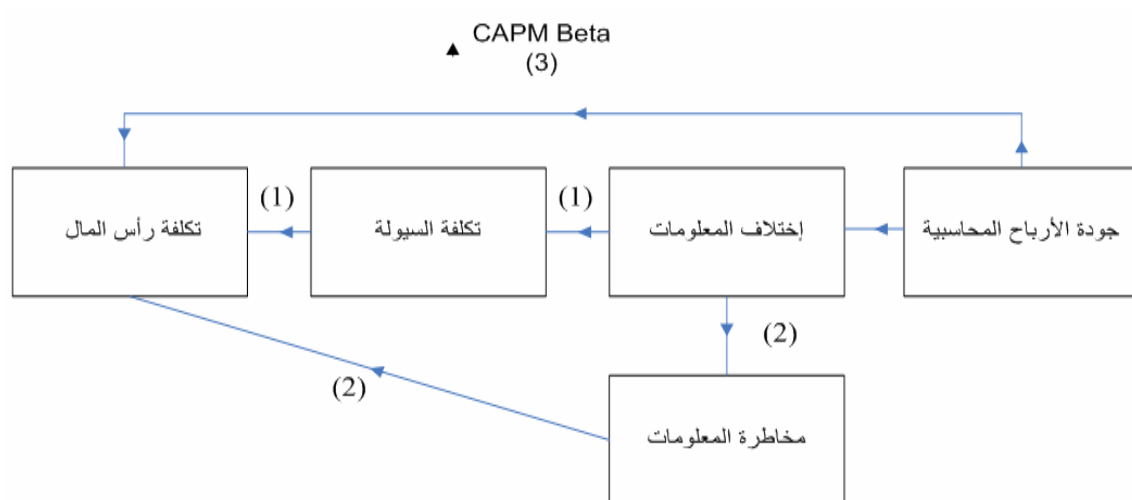 CAPM Beta
(3)
جودة الأرباح المحاسبية
إختلاف المعلومات
(1)
تكلفة السيولة
(1)
تكلفة رأس المال
(2)
(2)
مخاطرة المعلومات